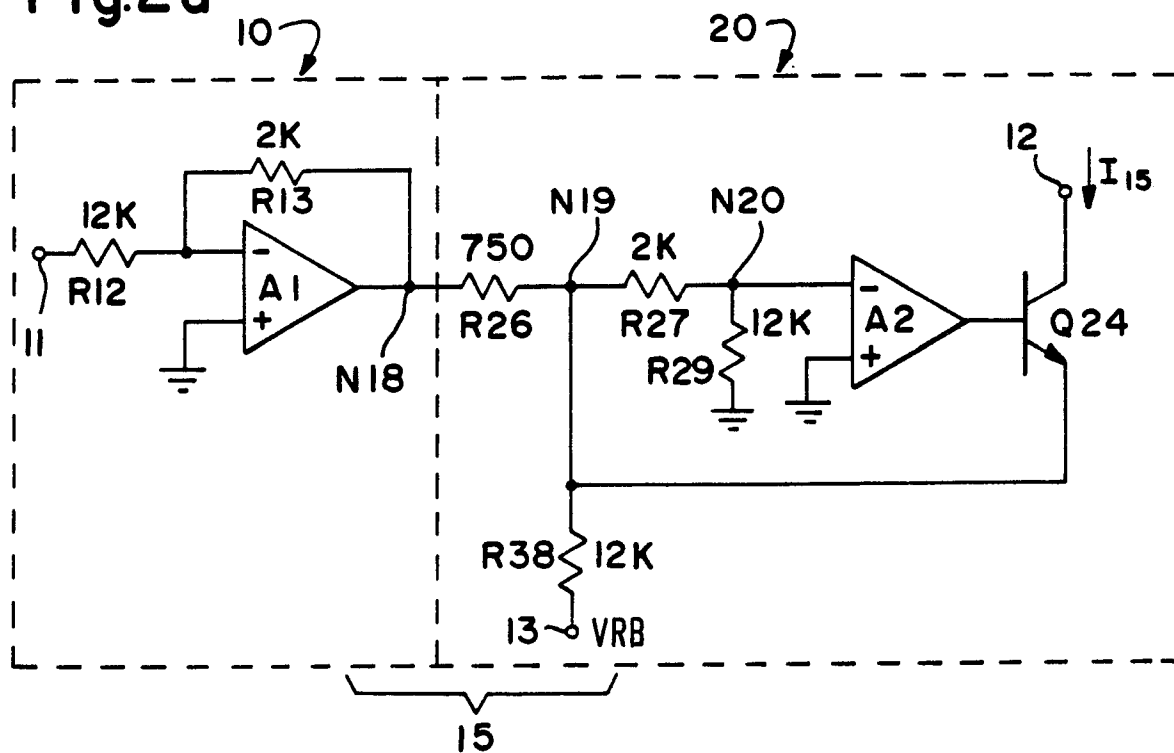 Fig.2a
10
20
2K
R13
12K
R12
11
A1
-
+
N18
750
R26
N19
2K
R27
N20
12K
R29
A2
-
+
12
I15
Q24
R38
12K
13
VRB
15